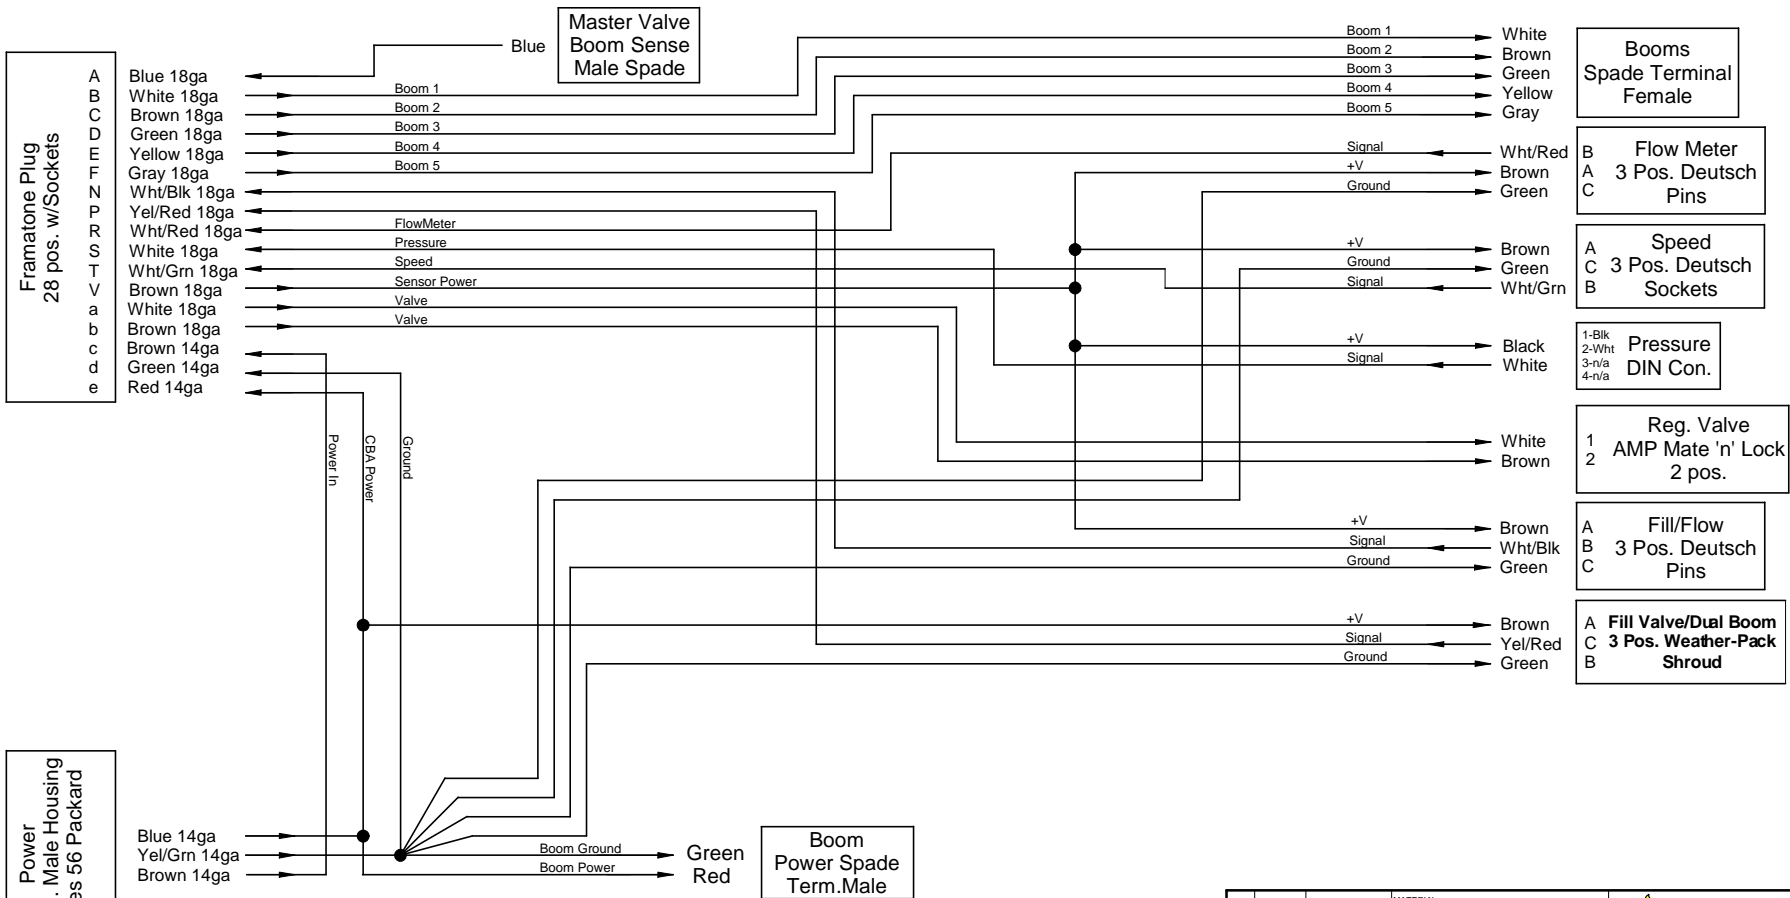 Master Valve
Boom Sense
Male Spade
Blue
Framatone Plug
28 pos. w/Sockets
A Blue 18ga
B White 18ga
C Brown 18ga
D Green 18ga
E Yellow 18ga
F Gray 18ga
N Wht/Blk 18ga
P Yel/Red 18ga
R Wht/Red 18ga
S White 18ga
T Wht/Grn 18ga
V Brown 18ga
a White 18ga
b Brown 18ga
c Brown 14ga
d Green 14ga
e Red 14ga
Boom 1
Boom 2
Boom 3
Boom 4
Boom 5
FlowMeter
Pressure
Speed
Sensor Power
Valve
Valve
Power In
CBA Power
Ground
Boom 1 White
Boom 2 Brown
Boom 3 Green
Boom 4 Yellow
Boom 5 Gray
Booms
Spade Terminal
Female
Signal Wht/Red B
+V Brown A
Ground Green C
Flow Meter
3 Pos. Deutsch
Pins
+V Brown A
Ground Green C
Signal Wht/Grn B
Speed
3 Pos. Deutsch
Sockets
+V Black
Signal White
1-Blk
2-Wht
3-n/a
4-n/a
Pressure
DIN Con.
White 1
Brown 2
Reg. Valve
AMP Mate 'n' Lock
2 pos.
+V Brown A
Signal Wht/Blk B
Ground Green C
Fill/Flow
3 Pos. Deutsch
Pins
+V Brown A
Signal Yel/Red C
Ground Green B
Fill Valve/Dual Boom
3 Pos. Weather-Pack
Shroud
Power
. Male Housing
es 56 Packard
Blue 14ga
Yel/Grn 14ga
Brown 14ga
Boom Ground Green
Boom Power Red
Boom
Power Spade
Term.Male